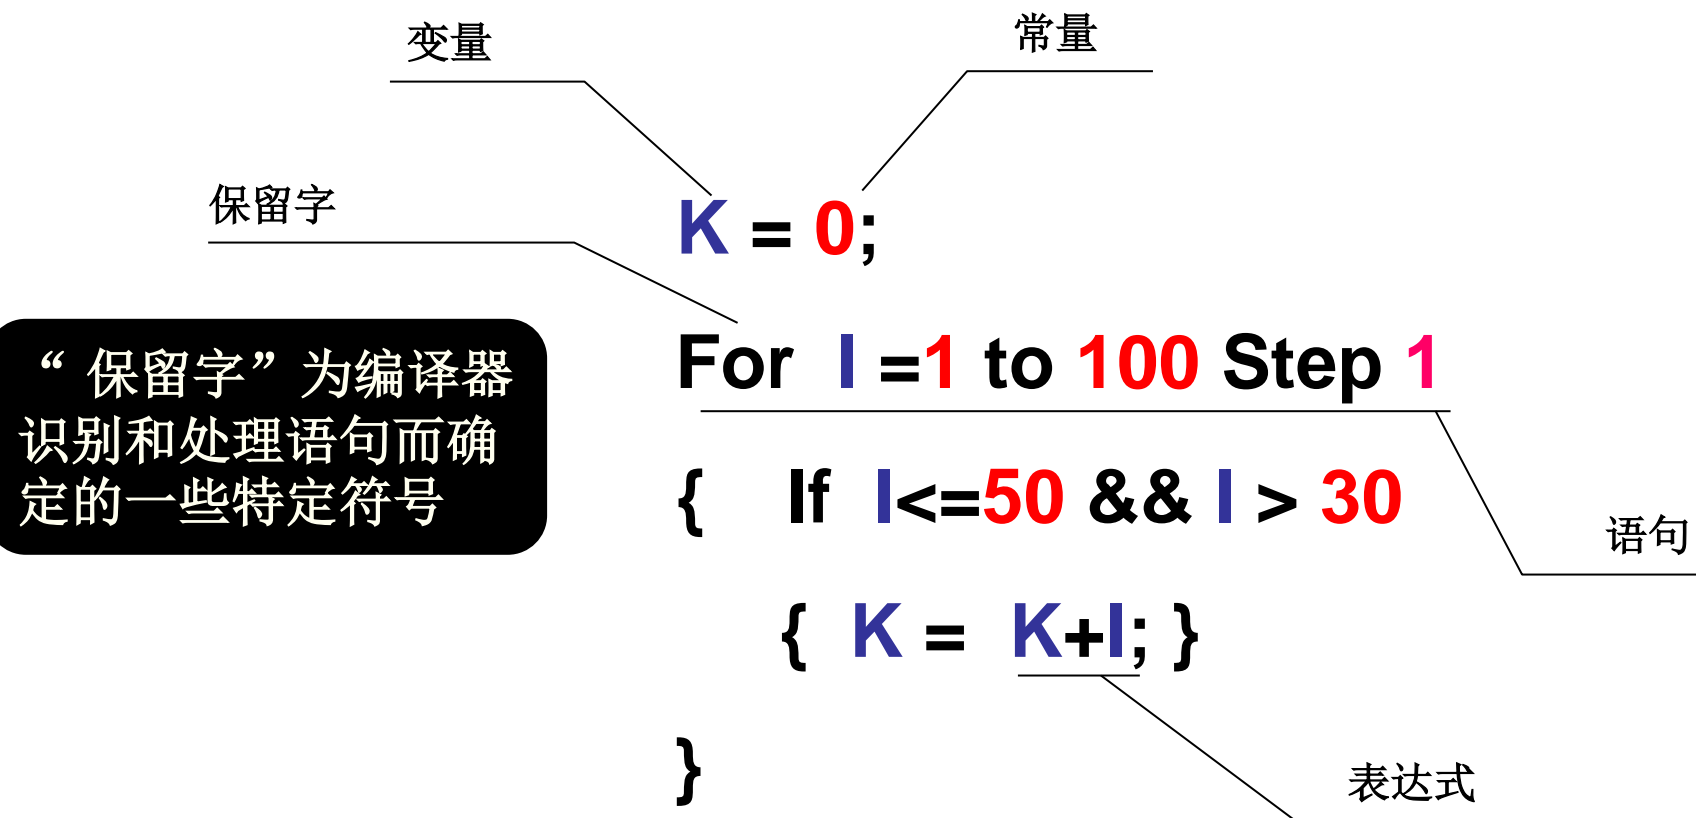 变量
常量
保留字
K = 0;
“保留字”为编译器
识别和处理语句而确
定的一些特定符号
For I =1 to 100 Step 1
{ If I<=50 && I > 30
语句
{ K = K+I; }
}
表达式